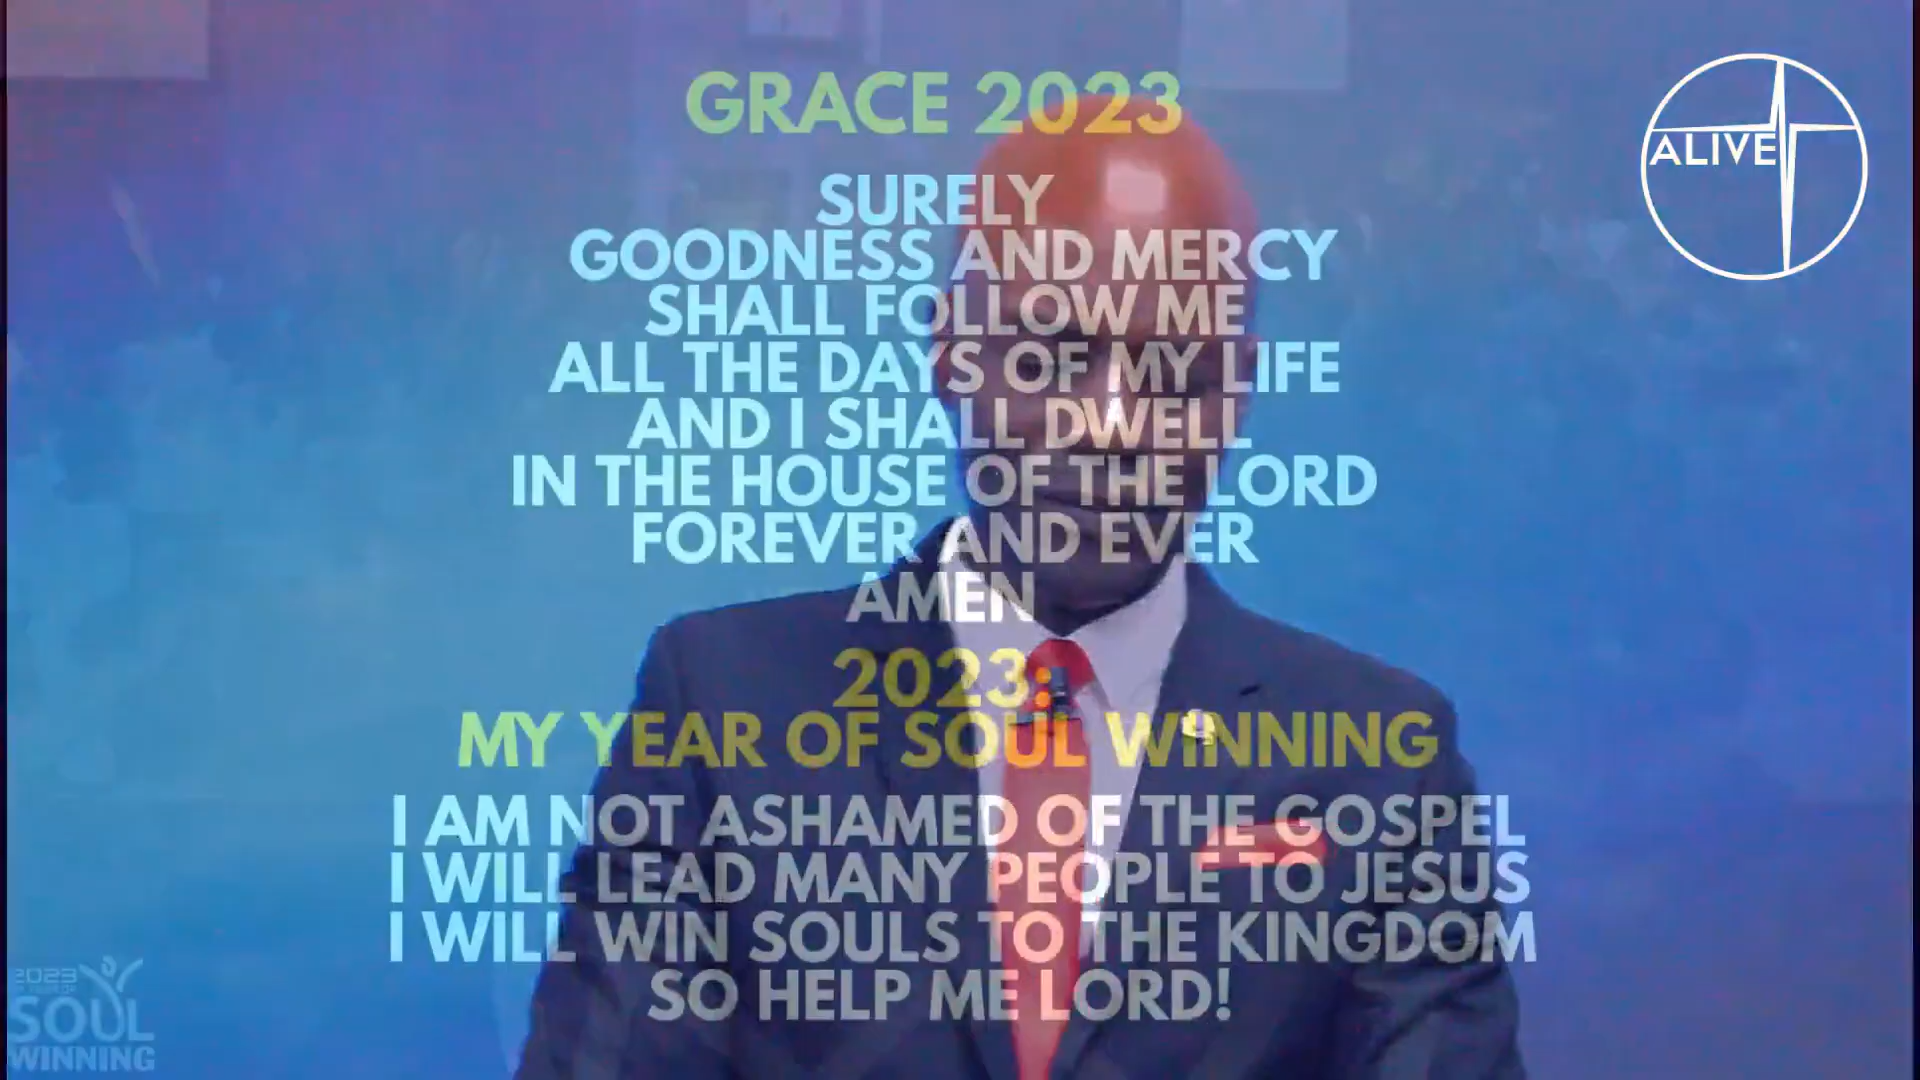 GRACE 2023
SURELY
GOODNESS AND MERCY
SHALL FOLLOW ME
ALL THE DAYS OF MY LIFE
AND I SHALL DWELL
IN THE HOUSE OF THE LORD
FOREVER AND EVER
AMEN
2023:
MY YEAR OF SOUL WINNING
I AM NOT ASHAMED OF THE GOSPEL
I WILL LEAD MANY PEOPLE TO JESUS
I WILL WIN SOULS TO THE KINGDOM
SO HELP ME LORD!
ALIVE
2023
SOUL
WINNING